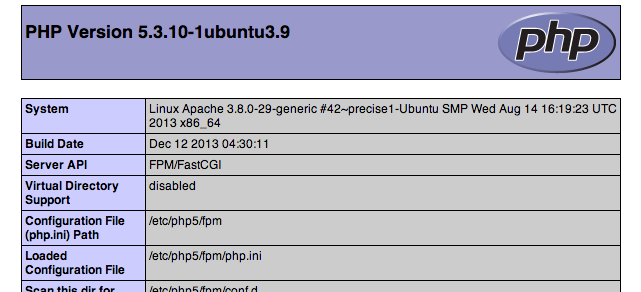 PHP Version 5.3.10-1ubuntu3.9
php
System
Linux Apache 3.8.0-29-generic #42~precise1-Ubuntu SMP Wed Aug 14 16:19:23 UTC
2013 x86_64
Build Date
Dec 12 2013 04:30:11
Server API
FPM/FastCGI
Virtual Directory
Support
disabled
Configuration File
(php.ini) Path
/etc/php5/fpm
Loaded
Configuration File
/etc/php5/fpm/php.ini
Scan this dir for
/etc/php5/fpm/conf.d